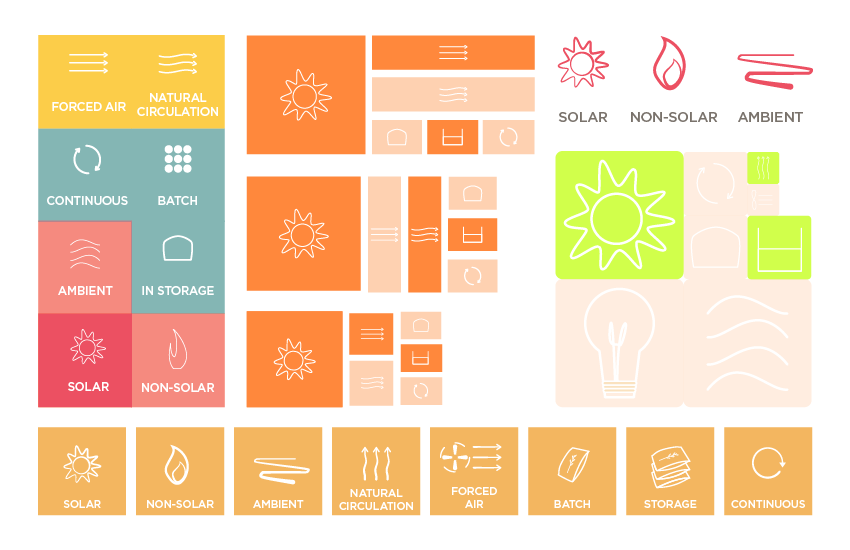 FORCED AIR
NATURAL
CIRCULATION
CONTINUOUS
BATCH
AMBIENT
IN STORAGE
SOLAR
NON-SOLAR
SOLAR
NON-SOLAR
AMBIENT
SOLAR
NON-SOLAR
AMBIENT
NATURAL
CIRCULATION
FORCED
AIR
BATCH
STORAGE
CONTINUOUS